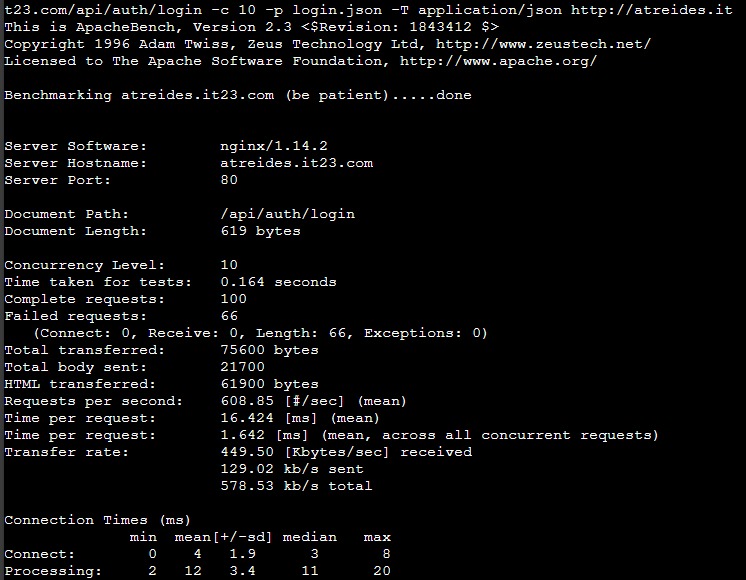 t23.com/api/auth/login -c 10 -p login.json -T application/json http://atreides.it
This is ApacheBench, Version 2.3 <$Revision: 1843412 $>
Copyright 1996 Adam Twiss, Zeus Technology Ltd, http://www.zeustech.net/
Licensed to The Apache Software Foundation, http://www.apache.org/

Benchmarking atreides.it23.com (be patient).....done


Server Software:        nginx/1.14.2
Server Hostname:        atreides.it23.com
Server Port:            80

Document Path:          /api/auth/login
Document Length:        619 bytes

Concurrency Level:      10
Time taken for tests:   0.164 seconds
Complete requests:      100
Failed requests:        66
   (Connect: 0, Receive: 0, Length: 66, Exceptions: 0)
Total transferred:      75600 bytes
Total body sent:        21700
HTML transferred:       61900 bytes
Requests per second:    608.85 [#/sec] (mean)
Time per request:       16.424 [ms] (mean)
Time per request:       1.642 [ms] (mean, across all concurrent requests)
Transfer rate:          449.50 [Kbytes/sec] received
                        129.02 kb/s sent
                        578.53 kb/s total

Connection Times (ms)
              min  mean[+/-sd] median   max
Connect:        0    4   1.9      3       8
Processing:     2   12   3.4     11      20